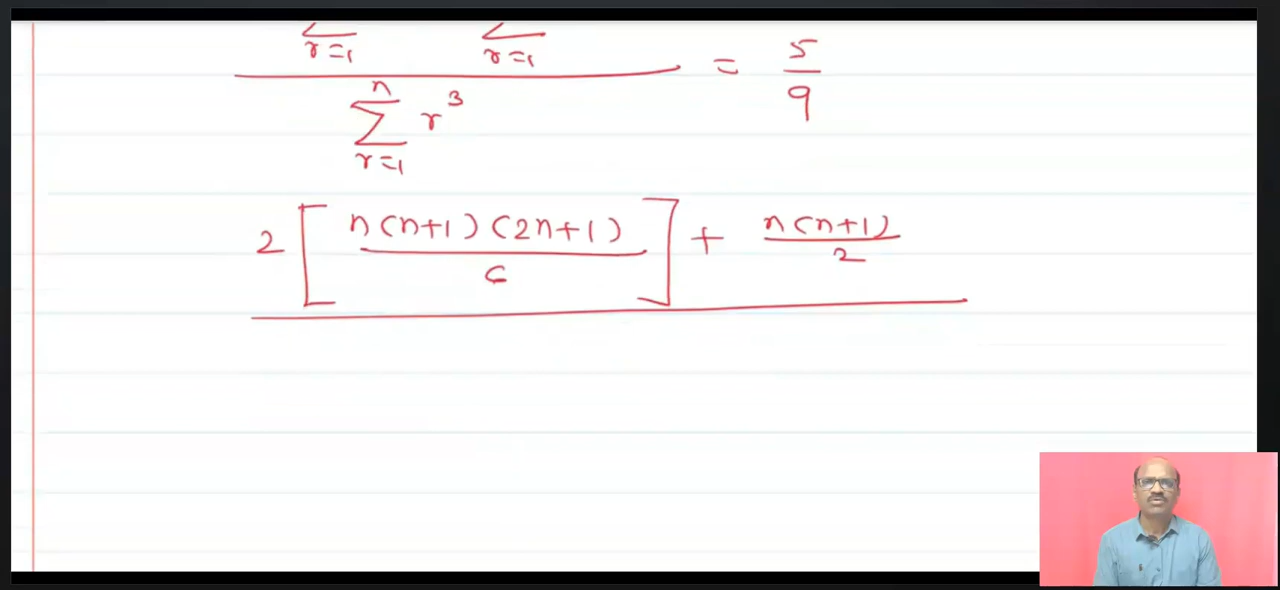 ∑ r=1 ∑ r=1
―――――― = 5/9
n
∑ r³
r=1
2 [ n(n+1)(2n+1) / 6 ] + n(n+1) / 2